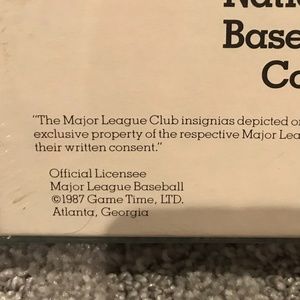 Base
Co
"The Major League Club insignias depicted o
exclusive property of the respective Major Lea
their written consent."
Official Licensee
Major League Baseball
©1987 Game Time, LTD.
Atlanta, Georgia